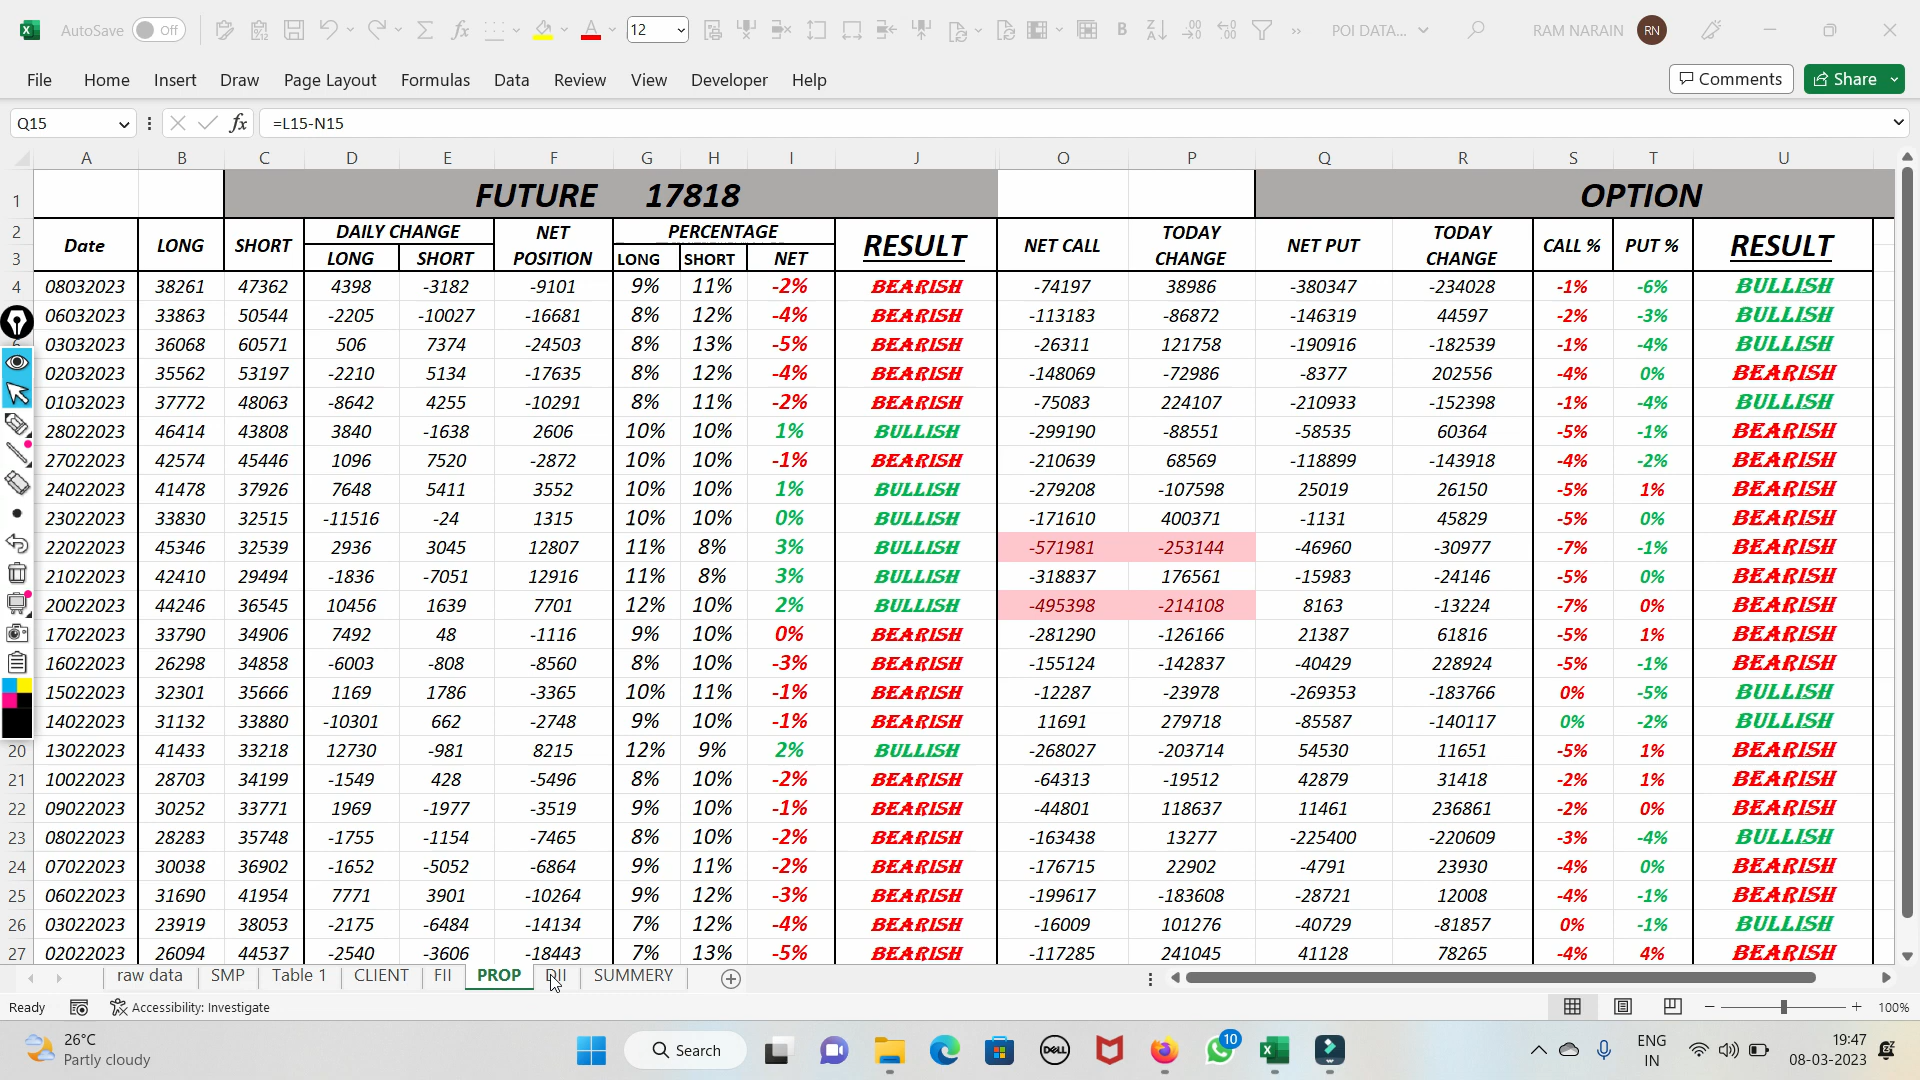 AutoSave Off 12 POI DATA... RAM NARAIN RN
File Home Insert Draw Page Layout Formulas Data Review View Developer Help Comments Share
Q15 fx =L15-N15
A B C D E F G H I J O P Q R S T U
1 FUTURE 17818 OPTION
2 Date LONG SHORT DAILY CHANGE NET PERCENTAGE RESULT NET CALL TODAY NET PUT TODAY CALL % PUT % RESULT
3 LONG SHORT POSITION LONG SHORT NET CHANGE CHANGE
4 08032023 38261 47362 4398 -3182 -9101 9% 11% -2% BEARISH -74197 38986 -380347 -234028 -1% -6% BULLISH
06032023 33863 50544 -2205 -10027 -16681 8% 12% -4% BEARISH -113183 -86872 -146319 44597 -2% -3% BULLISH
03032023 36068 60571 506 7374 -24503 8% 13% -5% BEARISH -26311 121758 -190916 -182539 -1% -4% BULLISH
02032023 35562 53197 -2210 5134 -17635 8% 12% -4% BEARISH -148069 -72986 -8377 202556 -4% 0% BEARISH
01032023 37772 48063 -8642 4255 -10291 8% 11% -2% BEARISH -75083 224107 -210933 -152398 -1% -4% BULLISH
28022023 46414 43808 3840 -1638 2606 10% 10% 1% BULLISH -299190 -88551 -58535 60364 -5% -1% BEARISH
27022023 42574 45446 1096 7520 -2872 10% 10% -1% BEARISH -210639 68569 -118899 -143918 -4% -2% BEARISH
24022023 41478 37926 7648 5411 3552 10% 10% 1% BULLISH -279208 -107598 25019 26150 -5% 1% BEARISH
23022023 33830 32515 -11516 -24 1315 10% 10% 0% BULLISH -171610 400371 -1131 45829 -5% 0% BEARISH
22022023 45346 32539 2936 3045 12807 11% 8% 3% BULLISH -571981 -253144 -46960 -30977 -7% -1% BEARISH
21022023 42410 29494 -1836 -7051 12916 11% 8% 3% BULLISH -318837 176561 -15983 -24146 -5% 0% BEARISH
20022023 44246 36545 10456 1639 7701 12% 10% 2% BULLISH -495398 -214108 8163 -13224 -7% 0% BEARISH
17022023 33790 34906 7492 48 -1116 9% 10% 0% BEARISH -281290 -126166 21387 61816 -5% 1% BEARISH
16022023 26298 34858 -6003 -808 -8560 8% 10% -3% BEARISH -155124 -142837 -40429 228924 -5% -1% BEARISH
15022023 32301 35666 1169 1786 -3365 10% 11% -1% BEARISH -12287 -23978 -269353 -183766 0% -5% BULLISH
14022023 31132 33880 -10301 662 -2748 9% 10% -1% BEARISH 11691 279718 -85587 -140117 0% -2% BULLISH
20 13022023 41433 33218 12730 -981 8215 12% 9% 2% BULLISH -268027 -203714 54530 11651 -5% 1% BEARISH
21 10022023 28703 34199 -1549 428 -5496 8% 10% -2% BEARISH -64313 -19512 42879 31418 -2% 1% BEARISH
22 09022023 30252 33771 1969 -1977 -3519 9% 10% -1% BEARISH -44801 118637 11461 236861 -2% 0% BEARISH
23 08022023 28283 35748 -1755 -1154 -7465 8% 10% -2% BEARISH -163438 13277 -225400 -220609 -3% -4% BULLISH
24 07022023 30038 36902 -1652 -5052 -6864 9% 11% -2% BEARISH -176715 22902 -4791 23930 -4% 0% BEARISH
25 06022023 31690 41954 7771 3901 -10264 9% 12% -3% BEARISH -199617 -183608 -28721 12008 -4% -1% BEARISH
26 03022023 23919 38053 -2175 -6484 -14134 7% 12% -4% BEARISH -16009 101276 -40729 -81857 0% -1% BULLISH
27 02022023 26094 44537 -2540 -3606 -18443 7% 13% -5% BEARISH -117285 241045 41128 78265 -4% 4% BEARISH
raw data SMP Table 1 CLIENT FII PROP DII SUMMERY
Ready Accessibility: Investigate 100%
26°C Partly cloudy Search DELL 10 ENG IN 19:47 08-03-2023